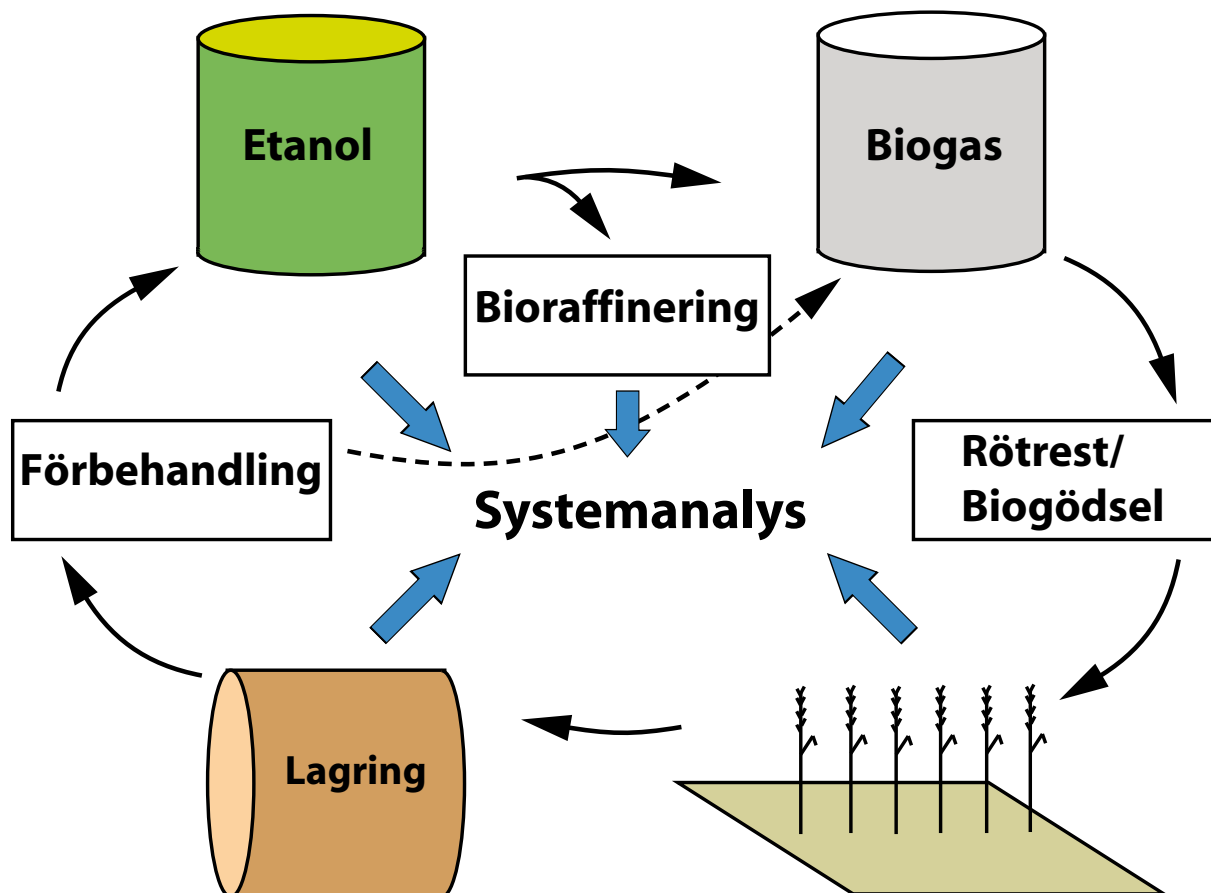 Etanol
Biogas
Bioraffinering
Förbehandling
Rötrest/
Biogödsel
Systemanalys
Lagring